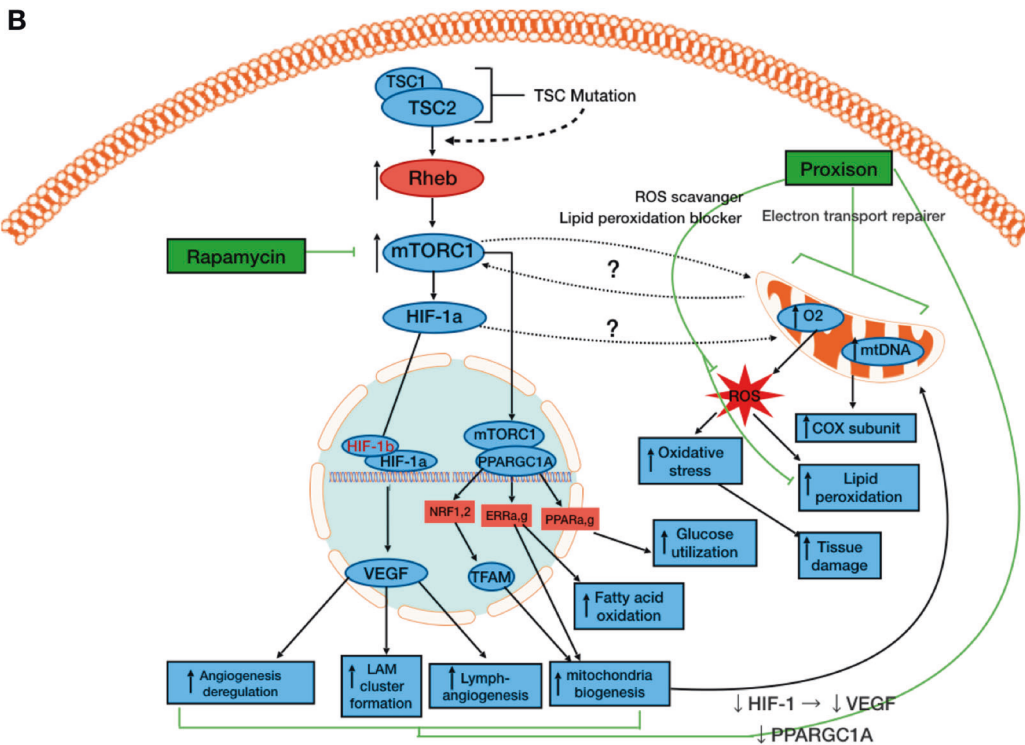 B
TSC1
TSC2
TSC Mutation
Rheb
Proxison
ROS scavanger
Lipid peroxidation blocker
Electron transport repairer
Rapamycin
mTORC1
?
HIF-1a
?
O2
mtDNA
ROS
COX subunit
HIF-1b
HIF-1a
mTORC1
PPARGC1A
Oxidative
stress
Lipid
peroxidation
NRF1,2
ERRa,g
PPARa,g
Glucose
utilization
Tissue
damage
VEGF
TFAM
Fatty acid
oxidation
Angiogenesis
deregulation
LAM
cluster
formation
Lymph-
angiogenesis
mitochondria
biogenesis
↓HIF-1 → ↓VEGF
↓PPARGC1A